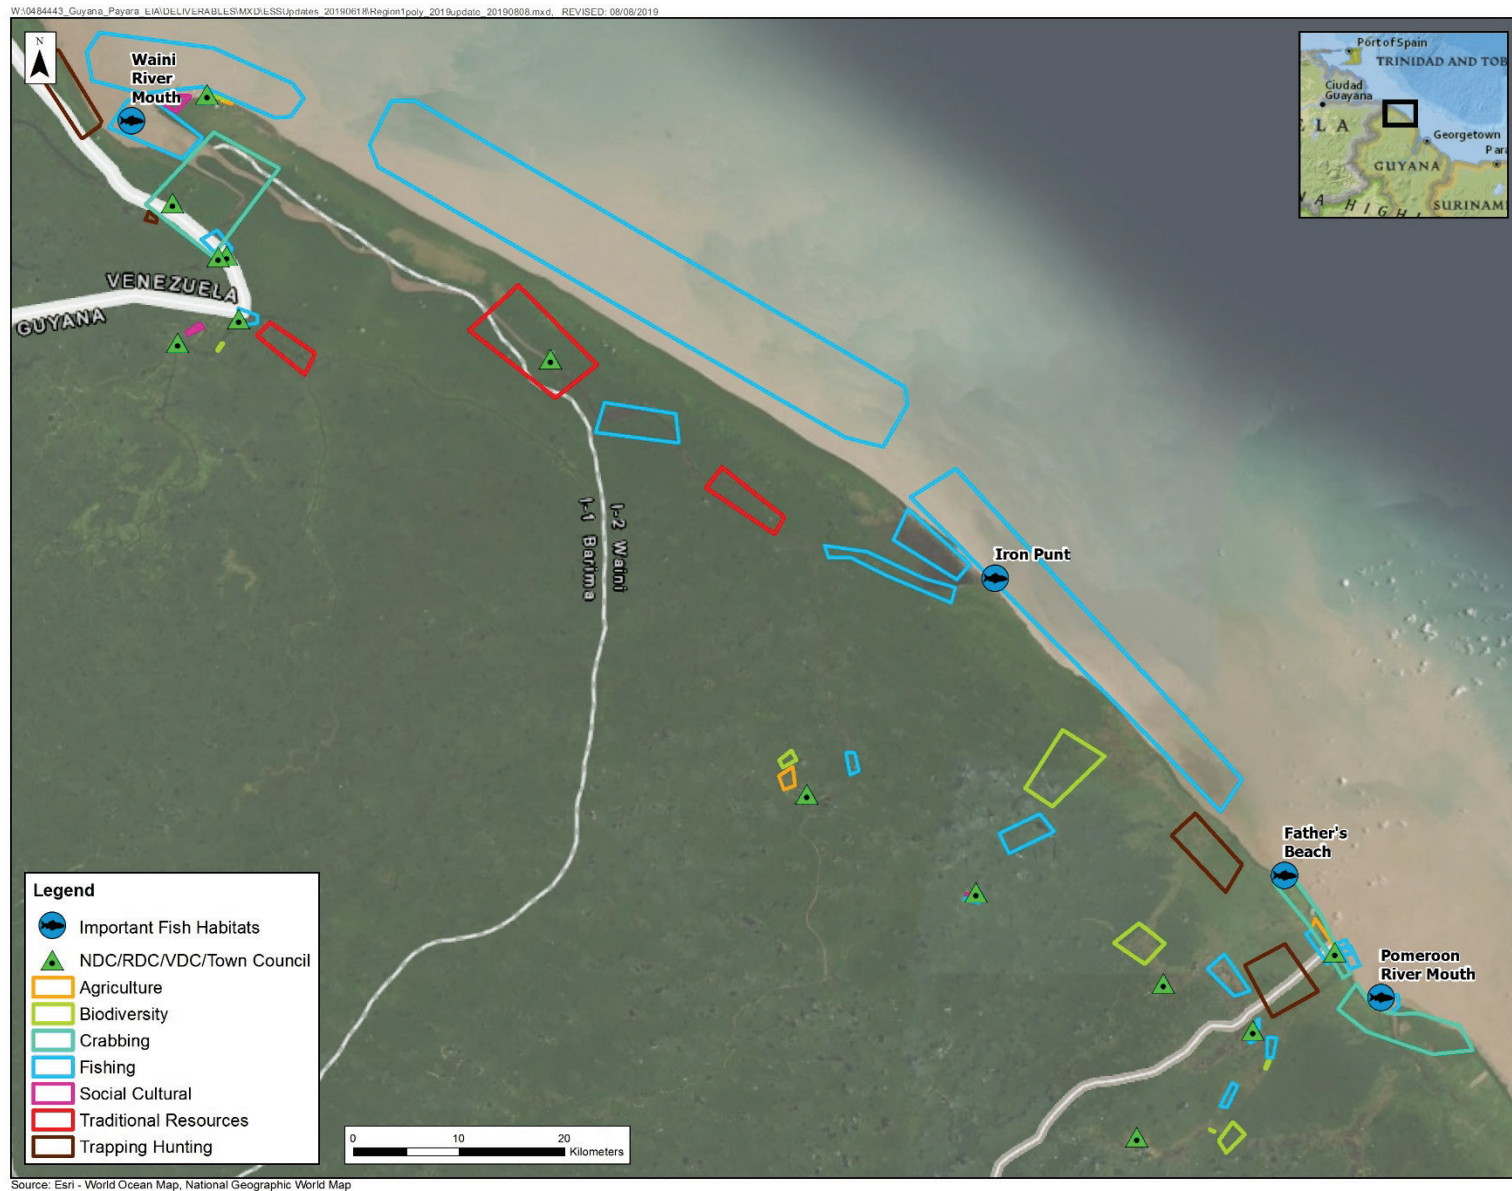 W:\0484443_Guyana_Payara_EIA\DELIVERABLES\MXD\ESSUpdates_20190618\Region1poly_2019update_20190808.mxd, REVISED: 08/08/2019
N
Waini
River
Mouth
Port of Spain
TRINIDAD AND TOB
Ciudad
Guayana
E L A
Georgetown
Par
GUYANA
N A HIGH
SURINAM
VENEZUELA
GUYANA
I-1 Barima
I-2 Waini
Iron Punt
Father's
Beach
Pomeroon
River Mouth
Legend
Important Fish Habitats
NDC/RDC/VDC/Town Council
Agriculture
Biodiversity
Crabbing
Fishing
Social Cultural
Traditional Resources
Trapping Hunting
0 10 20
Kilometers
Source: Esri - World Ocean Map, National Geographic World Map